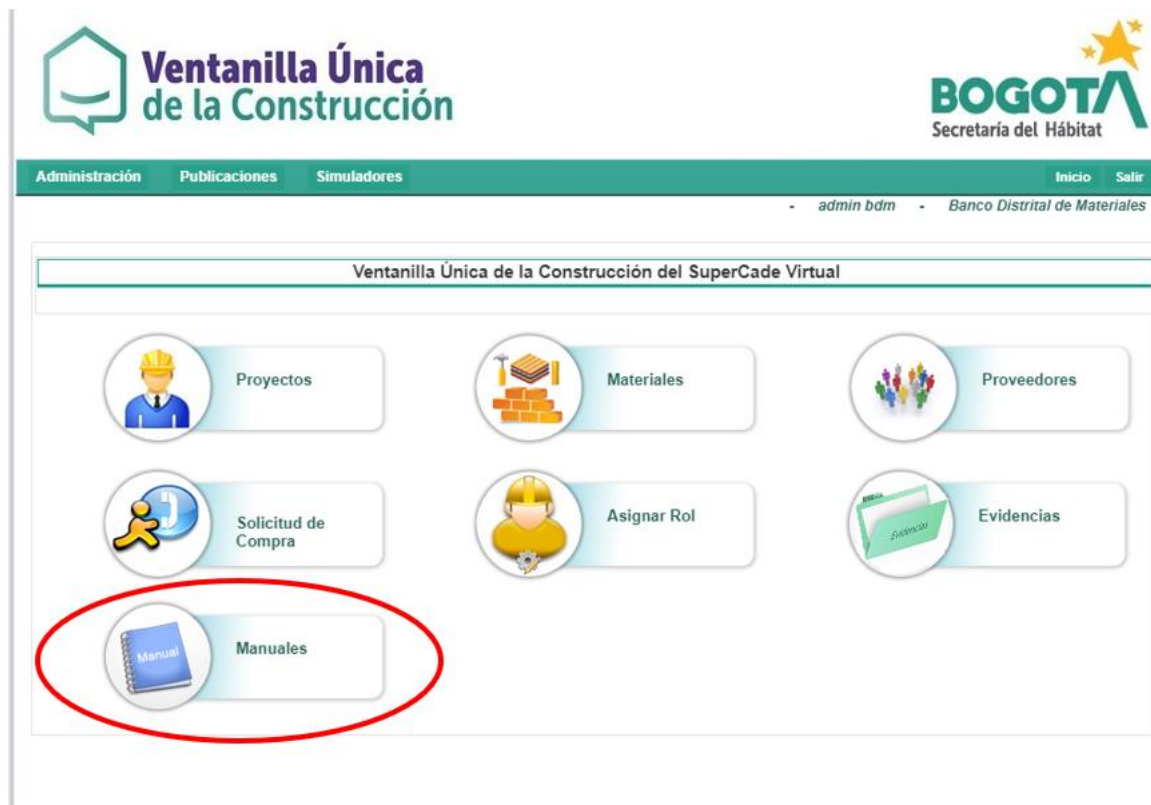 Ventanilla Única
de la Construcción
BOGOTÁ
Secretaría del Hábitat
Administración Publicaciones Simuladores Inicio Salir
- admin bdm - Banco Distrital de Materiales
Ventanilla Única de la Construcción del SuperCade Virtual
Proyectos
Materiales
Proveedores
Solicitud de
Compra
Asignar Rol
Evidencias
Evidencias
Manual
Manuales